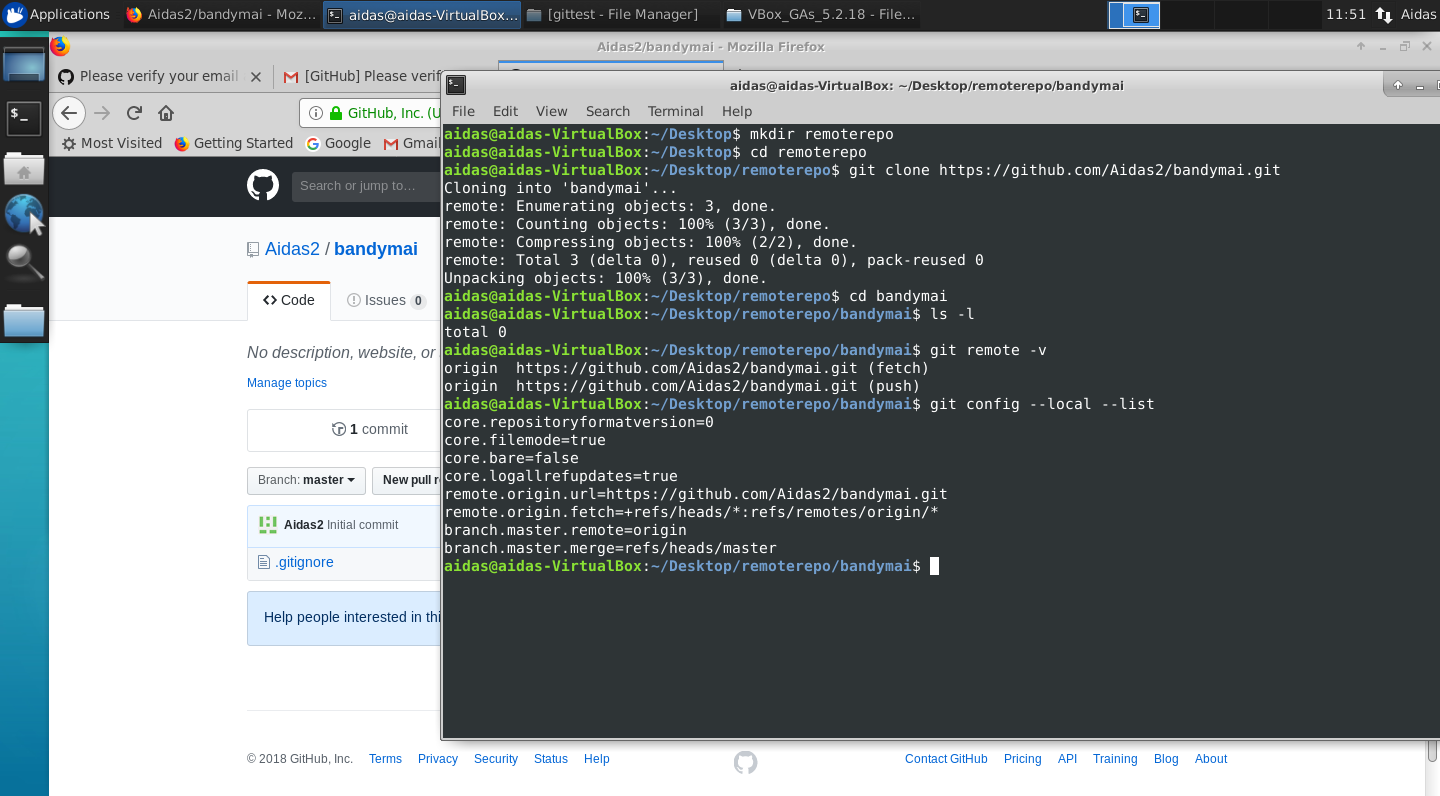 Applications
Aidas2/bandymai - Moz...
aidas@aidas-VirtualBox...
[gittest - File Manager]
VBox_GAs_5.2.18 - File...
11:51
Aidas
Aidas2/bandymai - Mozilla Firefox
Please verify your email
[GitHub] Please verif
GitHub, Inc. (U
Most Visited
Getting Started
Google
Gmail
Search or jump to…
Aidas2 / bandymai
Code
Issues 0
No description, website, or
Manage topics
1 commit
Branch: master
New pull r
Aidas2 Initial commit
.gitignore
Help people interested in thi
© 2018 GitHub, Inc.
Terms
Privacy
Security
Status
Help
Contact GitHub
Pricing
API
Training
Blog
About
aidas@aidas-VirtualBox: ~/Desktop/remoterepo/bandymai
File Edit View Search Terminal Help
aidas@aidas-VirtualBox:~/Desktop$ mkdir remoterepo
aidas@aidas-VirtualBox:~/Desktop$ cd remoterepo
aidas@aidas-VirtualBox:~/Desktop/remoterepo$ git clone https://github.com/Aidas2/bandymai.git
Cloning into 'bandymai'...
remote: Enumerating objects: 3, done.
remote: Counting objects: 100% (3/3), done.
remote: Compressing objects: 100% (2/2), done.
remote: Total 3 (delta 0), reused 0 (delta 0), pack-reused 0
Unpacking objects: 100% (3/3), done.
aidas@aidas-VirtualBox:~/Desktop/remoterepo$ cd bandymai
aidas@aidas-VirtualBox:~/Desktop/remoterepo/bandymai$ ls -l
total 0
aidas@aidas-VirtualBox:~/Desktop/remoterepo/bandymai$ git remote -v
origin  https://github.com/Aidas2/bandymai.git (fetch)
origin  https://github.com/Aidas2/bandymai.git (push)
aidas@aidas-VirtualBox:~/Desktop/remoterepo/bandymai$ git config --local --list
core.repositoryformatversion=0
core.filemode=true
core.bare=false
core.logallrefupdates=true
remote.origin.url=https://github.com/Aidas2/bandymai.git
remote.origin.fetch=+refs/heads/*:refs/remotes/origin/*
branch.master.remote=origin
branch.master.merge=refs/heads/master
aidas@aidas-VirtualBox:~/Desktop/remoterepo/bandymai$